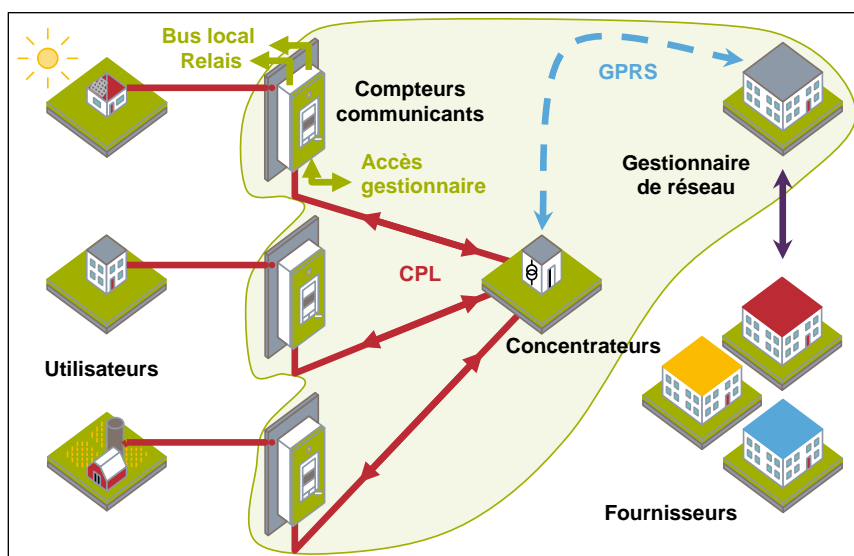 Bus local
Relais
Compteurs
communicants
GPRS
Accès
gestionnaire
Gestionnaire
de réseau
CPL
Concentrateurs
Utilisateurs
Fournisseurs